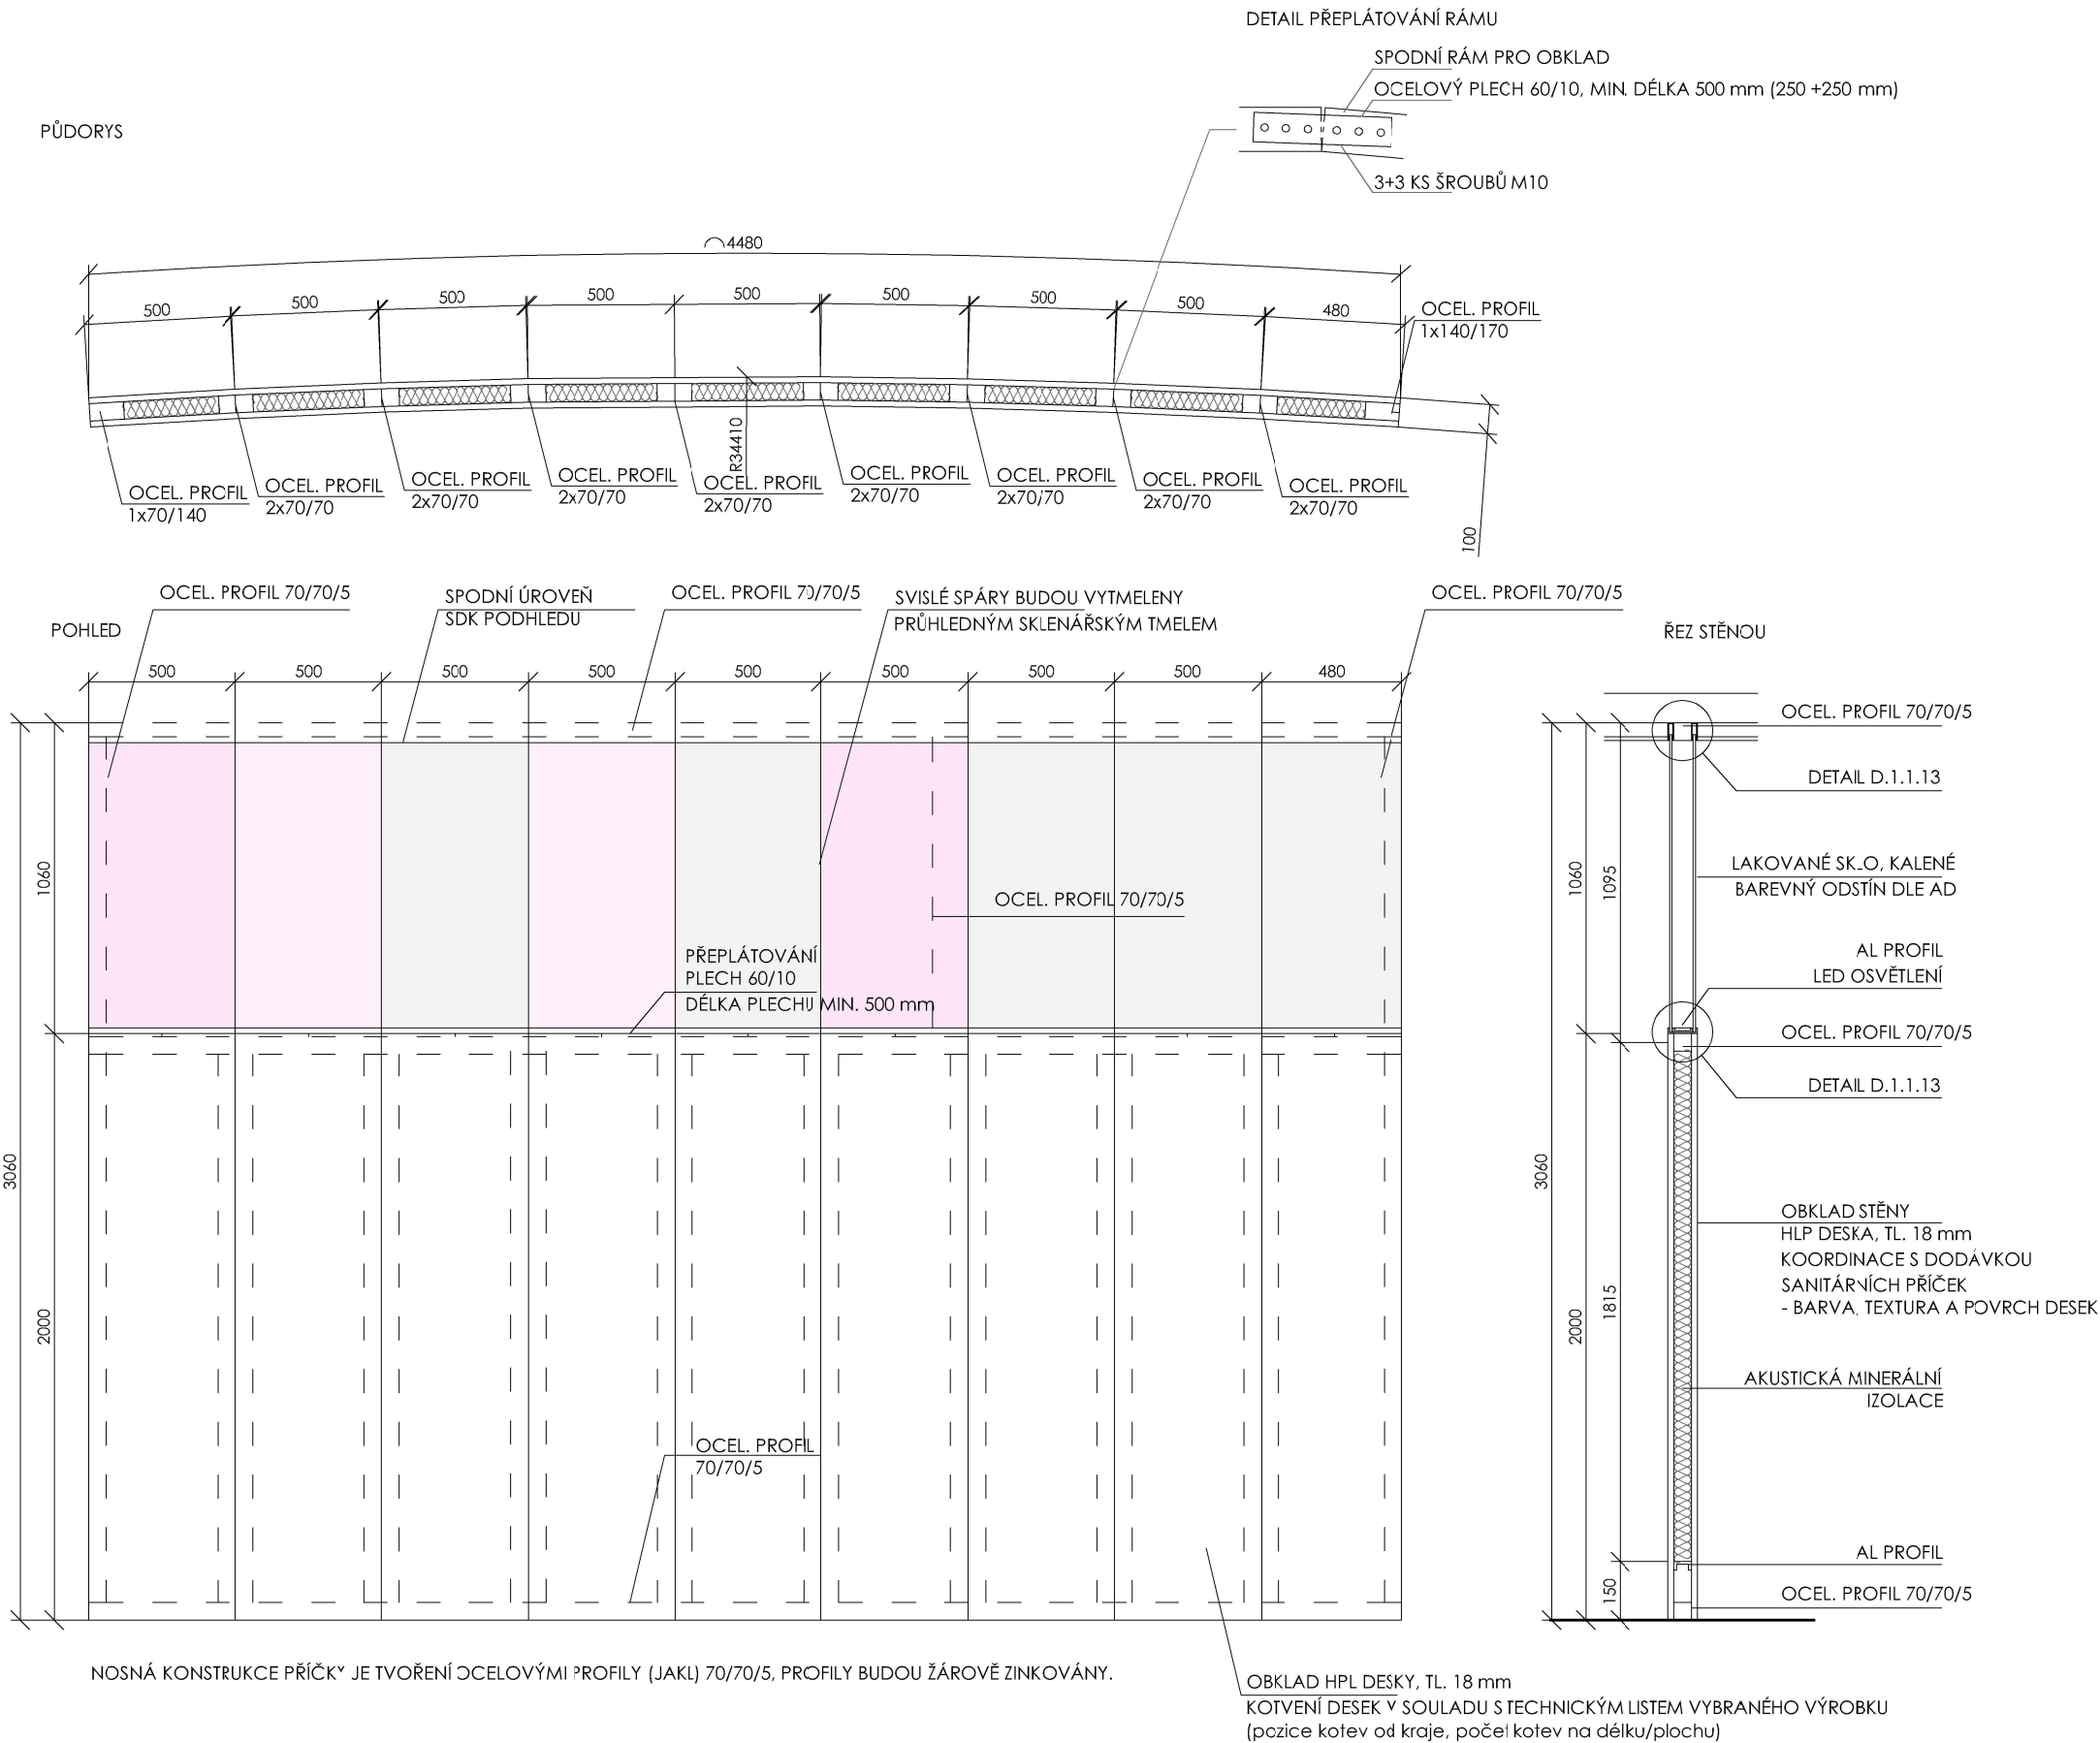 DETAIL PŘEPLÁTOVÁNÍ RÁMU
SPODNÍ RÁM PRO OBKLAD
OCELOVÝ PLECH 60/10, MIN. DÉLKA 500 mm (250 +250 mm)
3+3 KS ŠROUBŮ M10
PŮDORYS
4480
500
500
500
500
500
500
500
500
480
OCEL. PROFIL
1x140/170
R34410
100
OCEL. PROFIL
1x70/140
OCEL. PROFIL
2x70/70
OCEL. PROFIL
2x70/70
OCEL. PROFIL
2x70/70
OCEL. PROFIL
2x70/70
OCEL. PROFIL
2x70/70
OCEL. PROFIL
2x70/70
OCEL. PROFIL
2x70/70
OCEL. PROFIL
2x70/70
POHLED
OCEL. PROFIL 70/70/5
SPODNÍ ÚROVEŇ
SDK PODHLEDU
OCEL. PROFIL 70/70/5
SVISLÉ SPÁRY BUDOU VYTMELENY
PRŮHLEDNÝM SKLENÁŘSKÝM TMELEM
OCEL. PROFIL 70/70/5
500
500
500
500
500
500
500
500
480
3060
1060
2000
OCEL. PROFIL 70/70/5
PŘEPLÁTOVÁNÍ
PLECH 60/10
DÉLKA PLECHU MIN. 500 mm
OCEL. PROFIL
70/70/5
ŘEZ STĚNOU
3060
1060
2000
1095
1815
150
OCEL. PROFIL 70/70/5
DETAIL D.1.1.13
LAKOVANÉ SKLO, KALENÉ
BAREVNÝ ODSTÍN DLE AD
AL PROFIL
LED OSVĚTLENÍ
OCEL. PROFIL 70/70/5
DETAIL D.1.1.13
OBKLAD STĚNY
HLP DESKA, TL. 18 mm
KOORDINACE S DODÁVKOU
SANITÁRNÍCH PŘÍČEK
- BARVA, TEXTURA A POVRCH DESEK
AKUSTICKÁ MINERÁLNÍ
IZOLACE
AL PROFIL
OCEL. PROFIL 70/70/5
NOSNÁ KONSTRUKCE PŘÍČKY JE TVOŘENÍ OCELOVÝMI PROFILY (JAKL) 70/70/5, PROFILY BUDOU ŽÁROVĚ ZINKOVÁNY.
OBKLAD HPL DESKY, TL. 18 mm
KOTVENÍ DESEK V SOULADU S TECHNICKÝM LISTEM VYBRANÉHO VÝROBKU
(pozice kotev od kraje, počet kotev na délku/plochu)